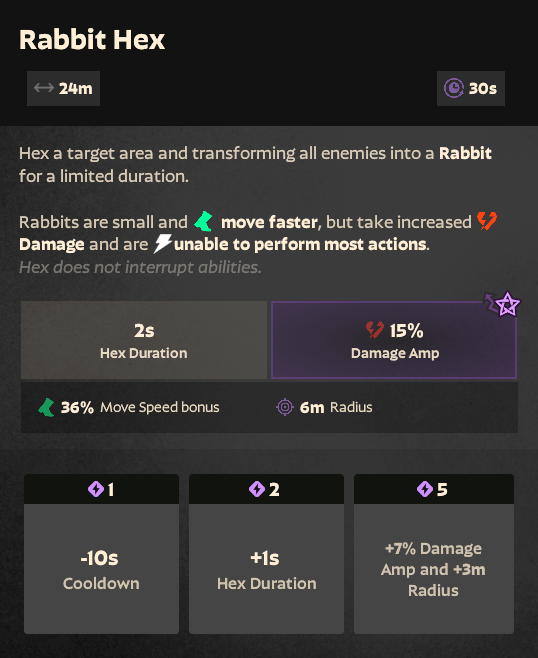 Rabbit Hex
24m
30s
Hex a target area and transforming all enemies into a Rabbit
for a limited duration.
Rabbits are small and move faster, but take increased
Damage and are unable to perform most actions.
Hex does not interrupt abilities.
2s
Hex Duration
15%
Damage Amp
36% Move Speed bonus
6m Radius
1
-10s
Cooldown
2
+1s
Hex Duration
5
+7% Damage
Amp and +3m
Radius